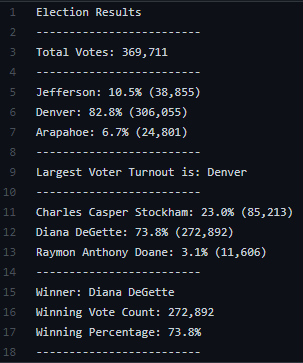 1 Election Results
2 -------------------------
3 Total Votes: 369,711
4 -------------------------
5 Jefferson: 10.5% (38,855)
6 Denver: 82.8% (306,055)
7 Arapahoe: 6.7% (24,801)
8 -------------------------
9 Largest Voter Turnout is: Denver
10 -------------------------
11 Charles Casper Stockham: 23.0% (85,213)
12 Diana DeGette: 73.8% (272,892)
13 Raymon Anthony Doane: 3.1% (11,606)
14 -------------------------
15 Winner: Diana DeGette
16 Winning Vote Count: 272,892
17 Winning Percentage: 73.8%
18 -------------------------